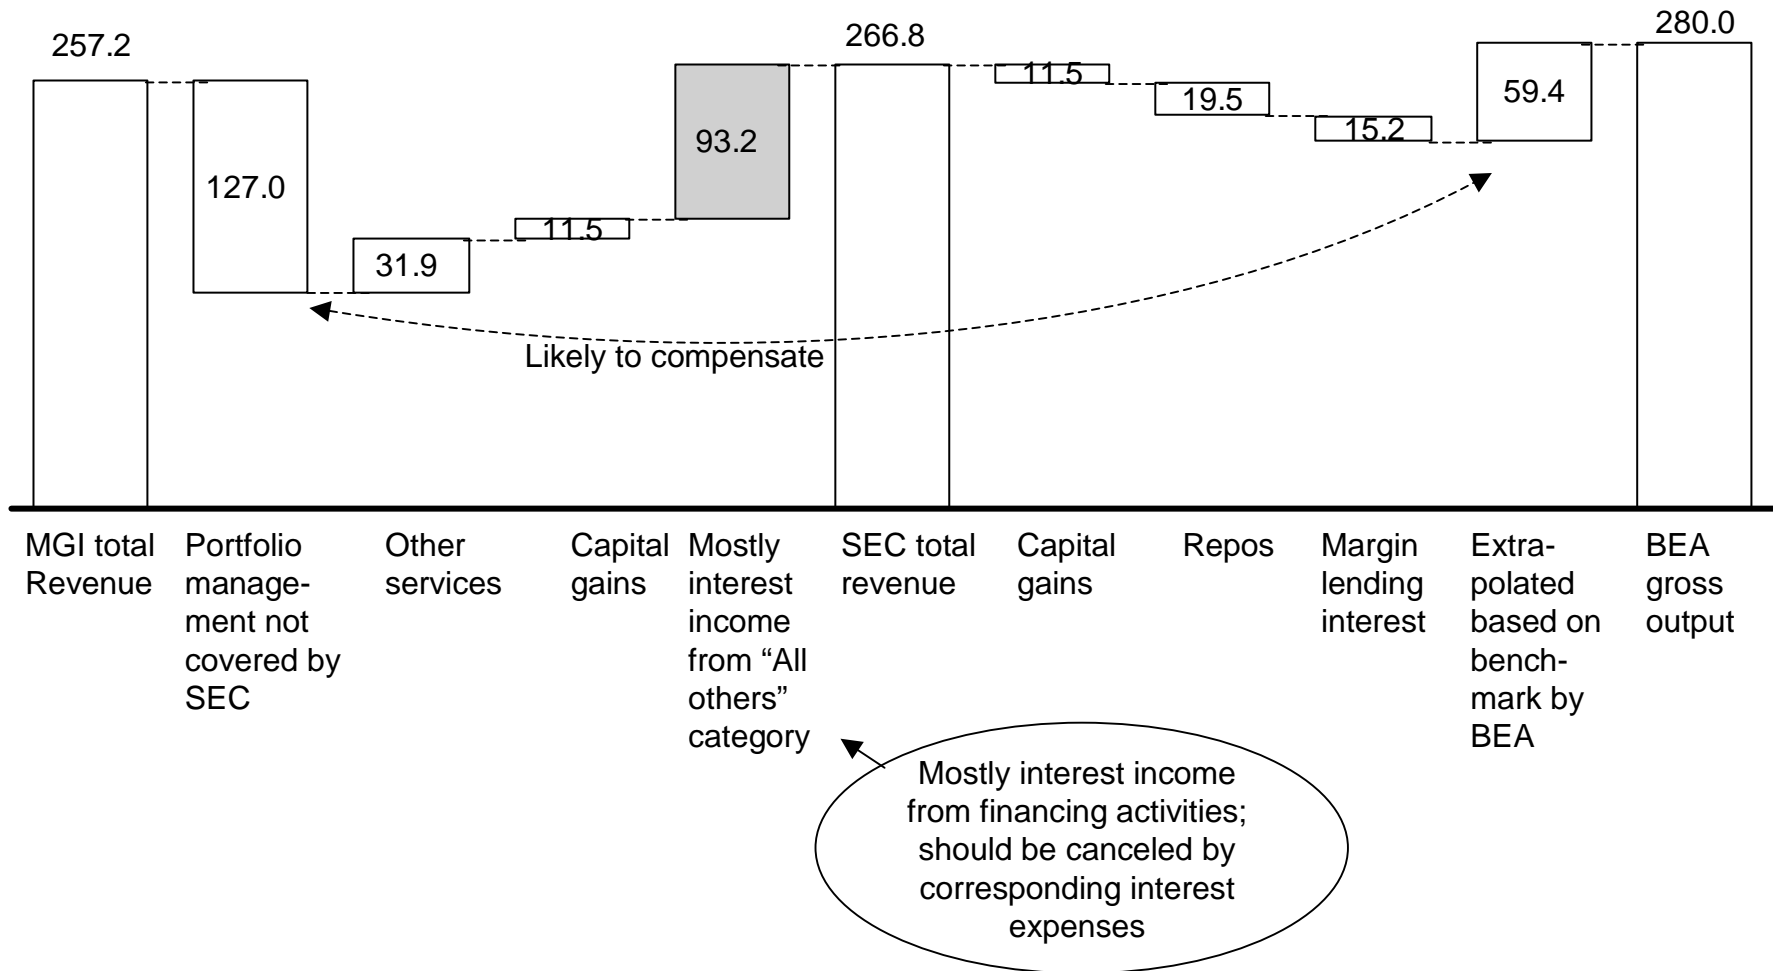 257.2
127.0
31.9
11.5
93.2
266.8
11.5
19.5
15.2
59.4
280.0
Likely to compensate
MGI total
Revenue
Portfolio
manage-
ment not
covered by
SEC
Other
services
Capital
gains
Mostly
interest
income
from “All
others”
category
SEC total
revenue
Capital
gains
Repos
Margin
lending
interest
Extra-
polated
based on
bench-
mark by
BEA
BEA
gross
output
Mostly interest income
from financing activities;
should be canceled by
corresponding interest
expenses